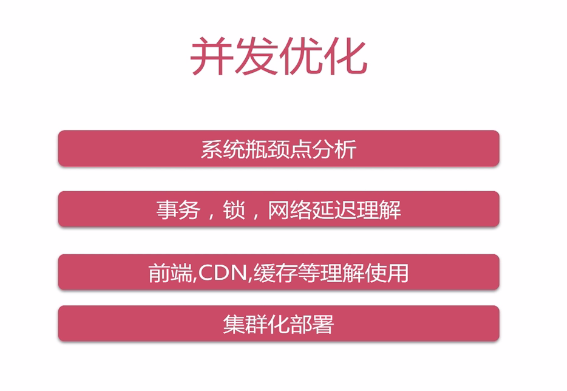 并发优化
系统瓶颈点分析
事务，锁，网络延迟理解
前端,CDN,缓存等理解使用
集群化部署